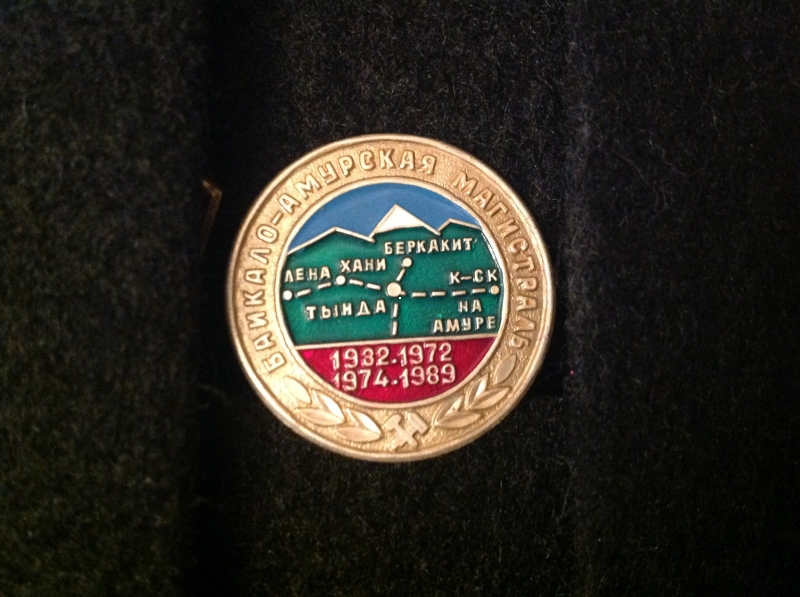 БАЙКАЛО-АМУРСКАЯ МАГИСТРАЛЬ
БЕРКАКИТ
ЛЕНА ХАНИ
К-СК
ТЫНДА НА
АМУРЕ
1932-1972
1974-1989